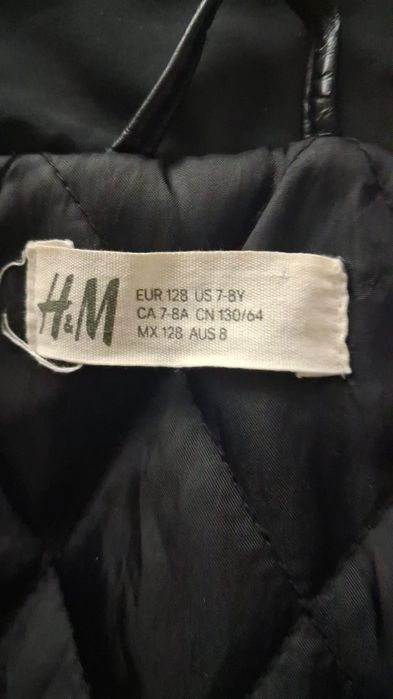 H&M
EUR 128 US 7-8Y
CA 7-8A CN 130/64
MX 128 AUS 8